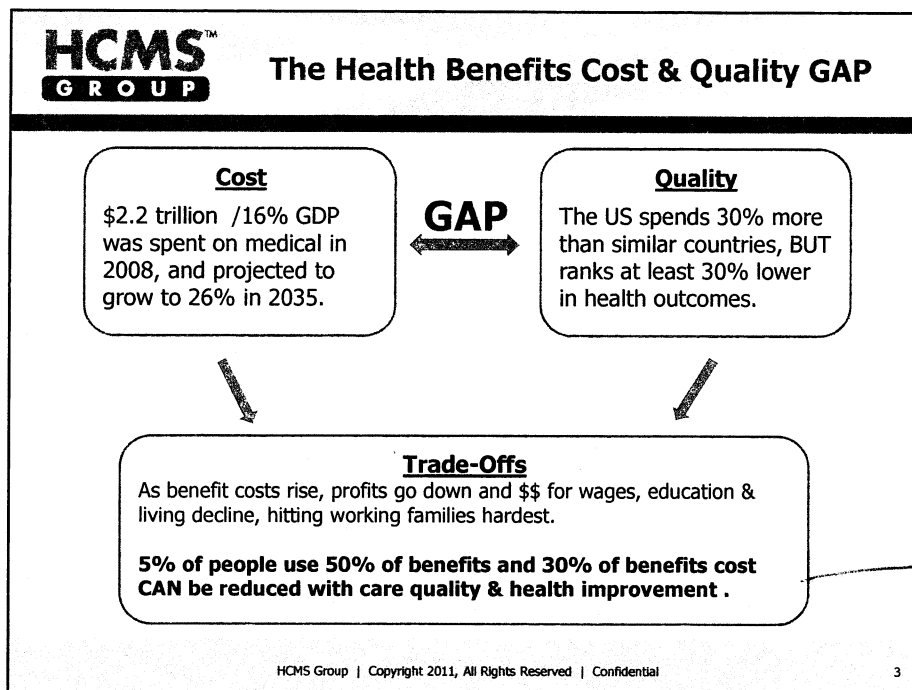 HCMS™
GROUP
The Health Benefits Cost & Quality GAP
Cost
$2.2 trillion /16% GDP
was spent on medical in
2008, and projected to
grow to 26% in 2035.
GAP
Quality
The US spends 30% more
than similar countries, BUT
ranks at least 30% lower
in health outcomes.
Trade-Offs
As benefit costs rise, profits go down and $$ for wages, education &
living decline, hitting working families hardest.
5% of people use 50% of benefits and 30% of benefits cost
CAN be reduced with care quality & health improvement .
HCMS Group | Copyright 2011, All Rights Reserved | Confidential
3